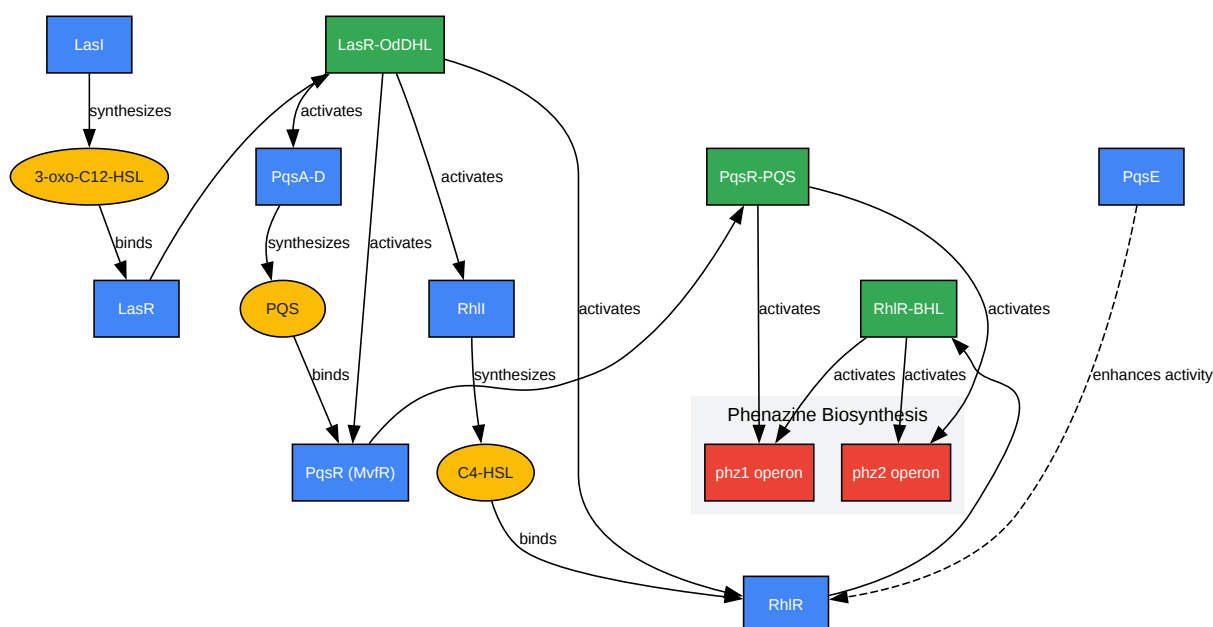 LasI
LasR-OdDHL
synthesizes
activates
3-oxo-C12-HSL
PqsA-D
activates
PqsR-PQS
PqsE
binds
synthesizes
activates
LasR
PQS
RhlI
activates
activates
RhlR-BHL
activates
binds
synthesizes
activates
activates
enhances activity
Phenazine Biosynthesis
PqsR (MvfR)
C4-HSL
phz1 operon
phz2 operon
binds
RhlR